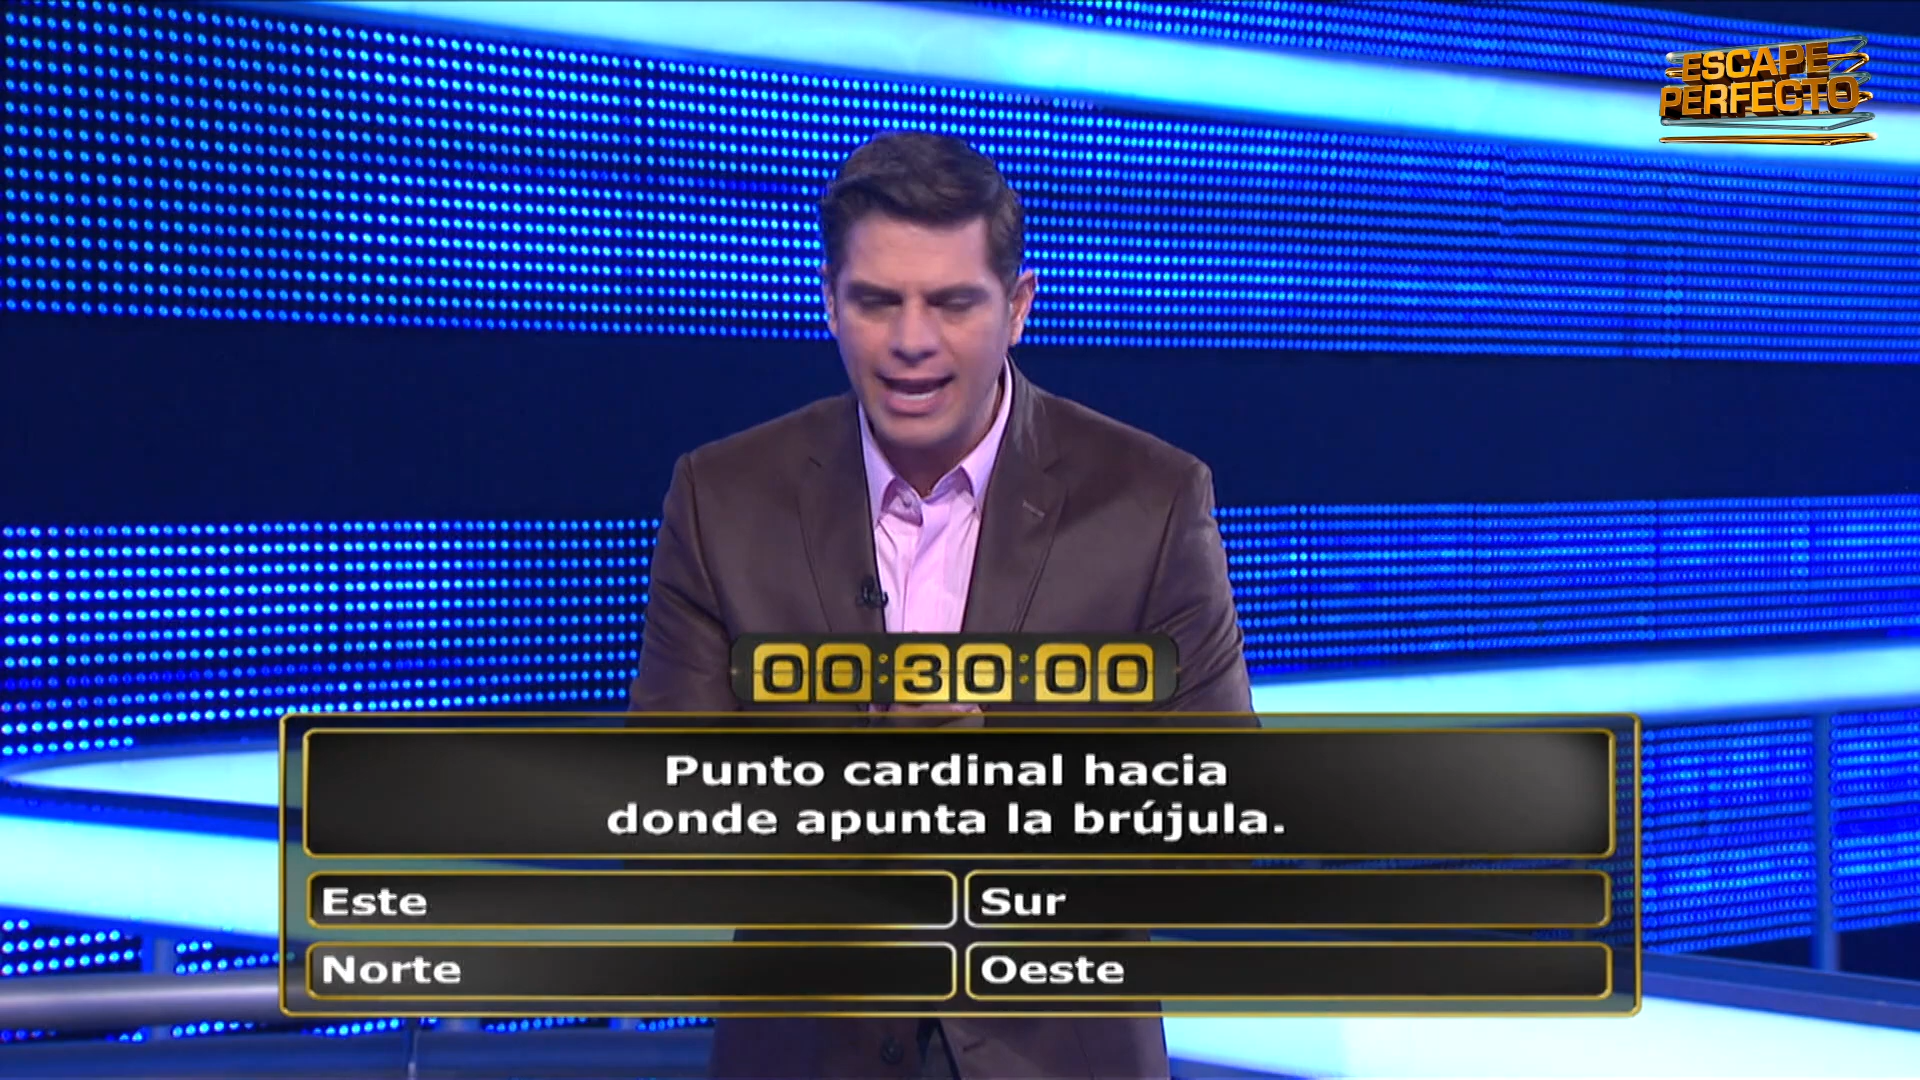 ESCAPE
PERFECTO
00:30:00
Punto cardinal hacia
donde apunta la brújula.
Este
Sur
Norte
Oeste